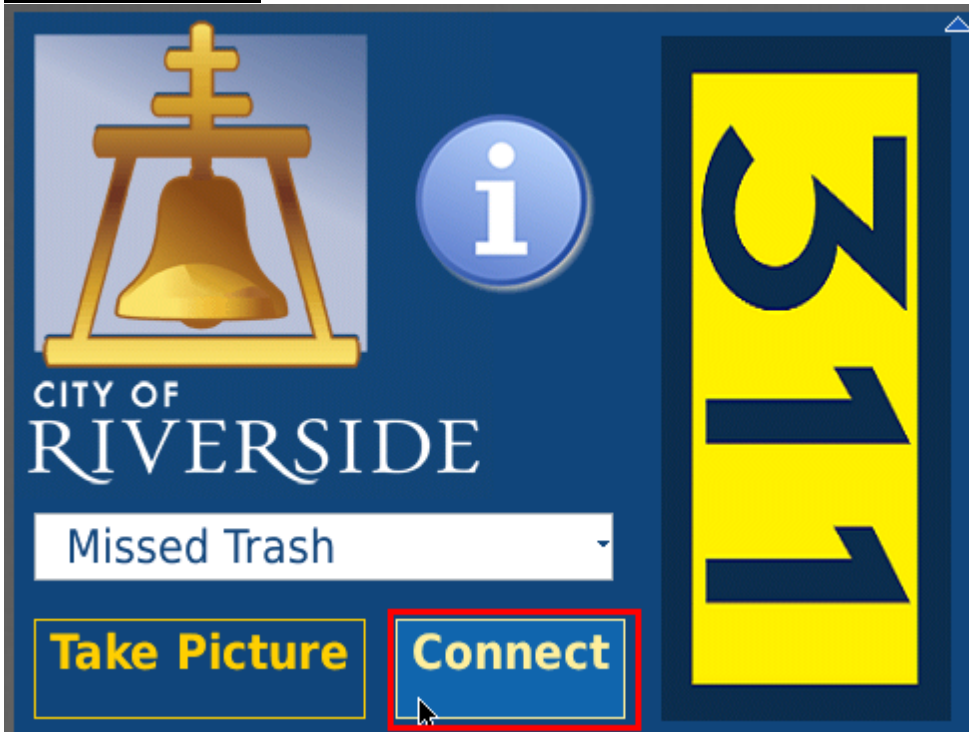 CITY OF
RIVERSIDE
i
311
Missed Trash
Take Picture
Connect